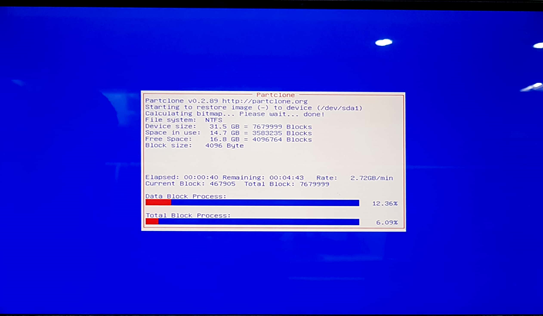 Partclone
Partclone v0.2.89 http://partclone.org
Starting to restore image (-) to device (/dev/sda1)
Calculating bitmap... Please wait... done!
File system: NTFS
Device size: 31.5 GB = 7679999 Blocks
Space in use: 14.7 GB = 3583235 Blocks
Free Space: 16.8 GB = 4096764 Blocks
Block size: 4096 Byte
Elapsed: 00:00:40 Remaining: 00:04:43 Rate: 2.72GB/min
Current Block: 467905 Total Block: 7679999
Data Block Process:
12.36%
Total Block Process:
6.09%